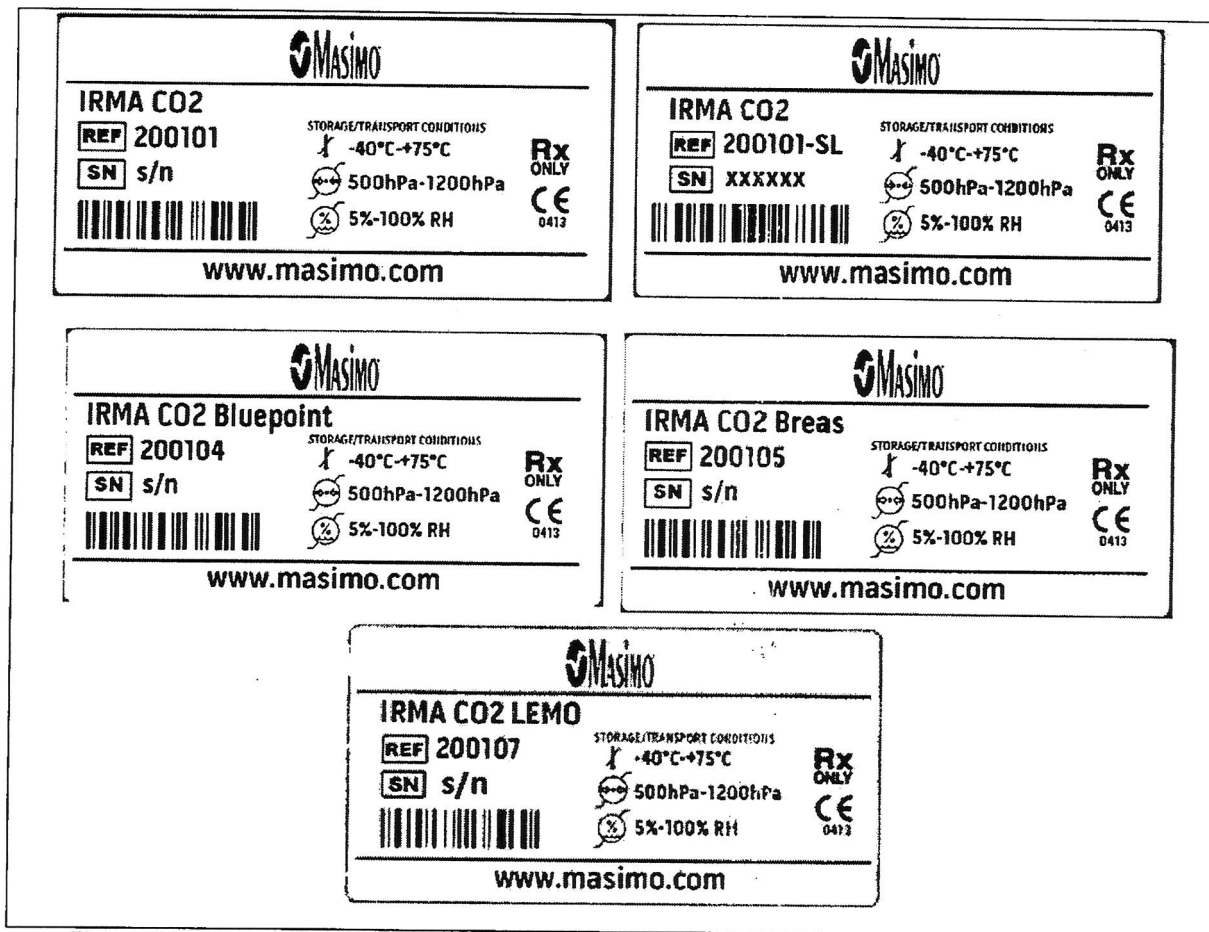 Masimo
IRMA CO2
REF 200101
SN s/n
STORAGE/TRANSPORT CONDITIONS
-40°C-+75°C
500hPa-1200hPa
5%-100% RH
Rx
ONLY
CE
0413
www.masimo.com
Masimo
IRMA CO2
REF 200101-SL
SN XXXXXX
STORAGE/TRANSPORT CONDITIONS
-40°C-+75°C
500hPa-1200hPa
5%-100% RH
Rx
ONLY
CE
0413
www.masimo.com
Masimo
IRMA CO2 Bluepoint
REF 200104
SN s/n
STORAGE/TRANSPORT CONDITIONS
-40°C-+75°C
500hPa-1200hPa
% 5%-100% RH
Rx
ONLY
CE
0413
www.masimo.com
Masimo
IRMA CO2 Breas
REF 200105
SN s/n
STORAGE/TRANSPORT CONDITIONS
-40°C-+75°C
500hPa-1200hPa
% 5%-100% RH
Rx
ONLY
CE
0413
www.masimo.com
Masimo
IRMA CO2 LEMO
REF 200107
SN s/n
STORAGE/TRANSPORT CONDITIONS
-40°C-+75°C
500hPa-1200hPa
% 5%-100% RH
Rx
ONLY
CE
0413
www.masimo.com